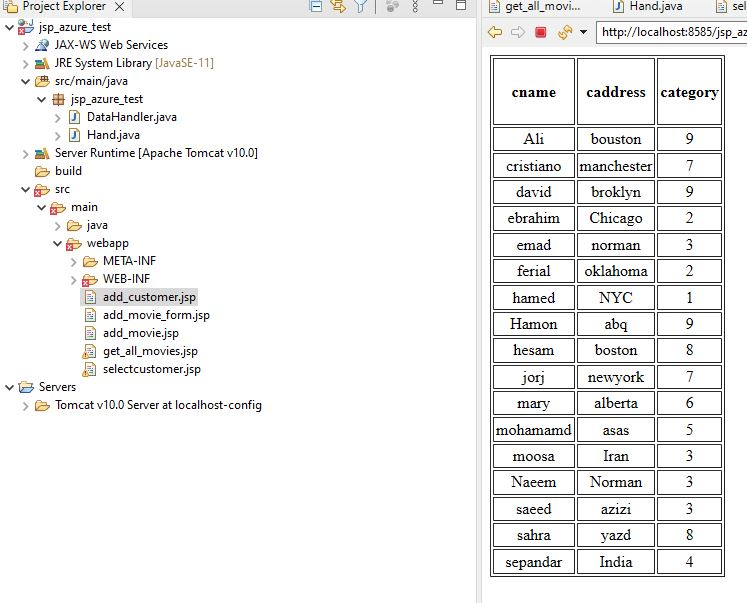 Project Explorer
jsp_azure_test
JAX-WS Web Services
JRE System Library [JavaSE-11]
src/main/java
jsp_azure_test
DataHandler.java
Hand.java
Server Runtime [Apache Tomcat v10.0]
build
src
main
java
webapp
META-INF
WEB-INF
add_customer.jsp
add_movie_form.jsp
add_movie.jsp
get_all_movies.jsp
selectcustomer.jsp
Servers
Tomcat v10.0 Server at localhost-config
get_all_movi... Hand.java sel
http://localhost:8585/jsp_az
cname caddress category
Ali bouston 9
cristiano manchester 7
david broklyn 9
ebrahim Chicago 2
emad norman 3
ferial oklahoma 2
hamed NYC 1
Hamon abq 9
hesam boston 8
jorj newyork 7
mary alberta 6
mohamamd asas 5
moosa Iran 3
Naeem Norman 3
saeed azizi 3
sahra yazd 8
sepandar India 4